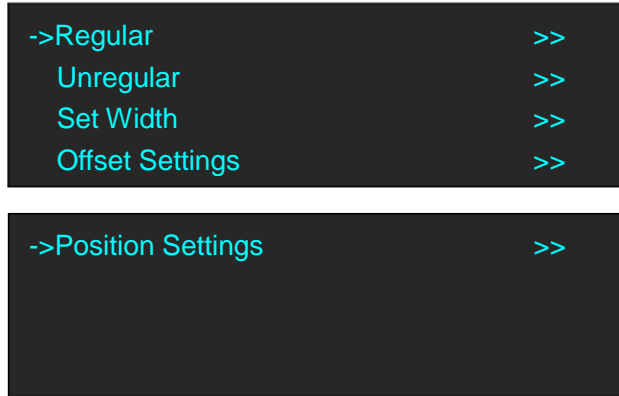 ->Regular >>
Unregular >>
Set Width >>
Offset Settings >>
->Position Settings >>